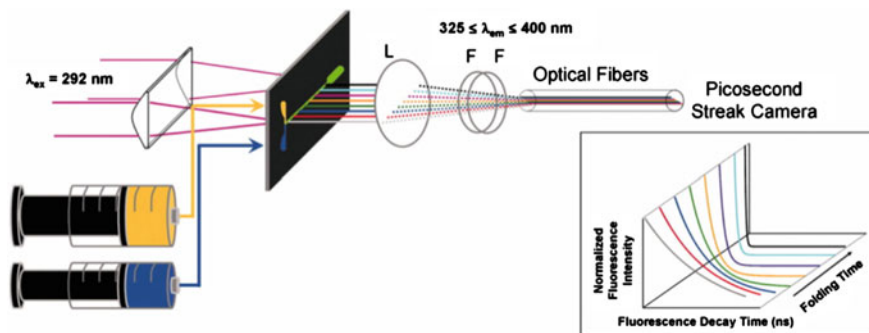 λex = 292 nm
L
325 ≤ λem ≤ 400 nm
F F
Optical Fibers
Picosecond
Streak Camera
Normalized
Fluorescence
Intensity
Fluorescence Decay Time (ns)
Folding Time